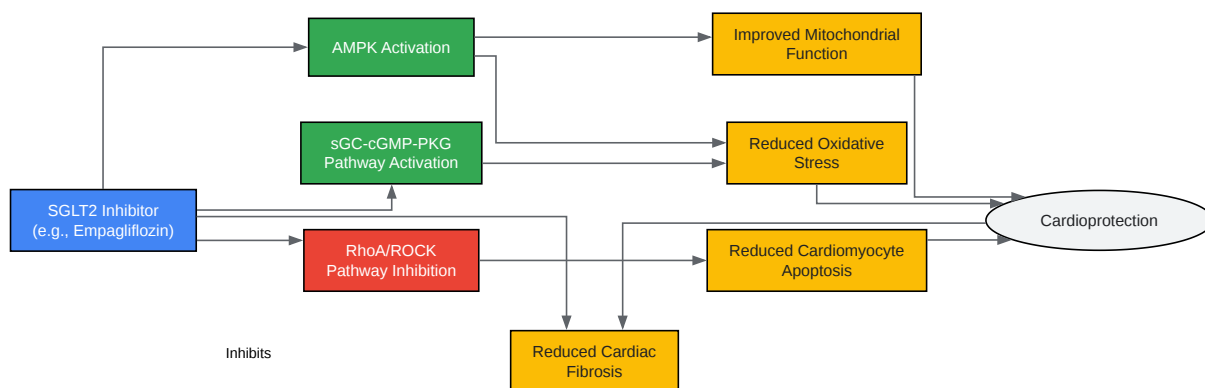 AMPK Activation
Improved Mitochondrial
Function
sGC-cGMP-PKG
Pathway Activation
Reduced Oxidative
Stress
SGLT2 Inhibitor
(e.g., Empagliflozin)
Cardioprotection
RhoA/ROCK
Pathway Inhibition
Reduced Cardiomyocyte
Apoptosis
Inhibits
Reduced Cardiac
Fibrosis